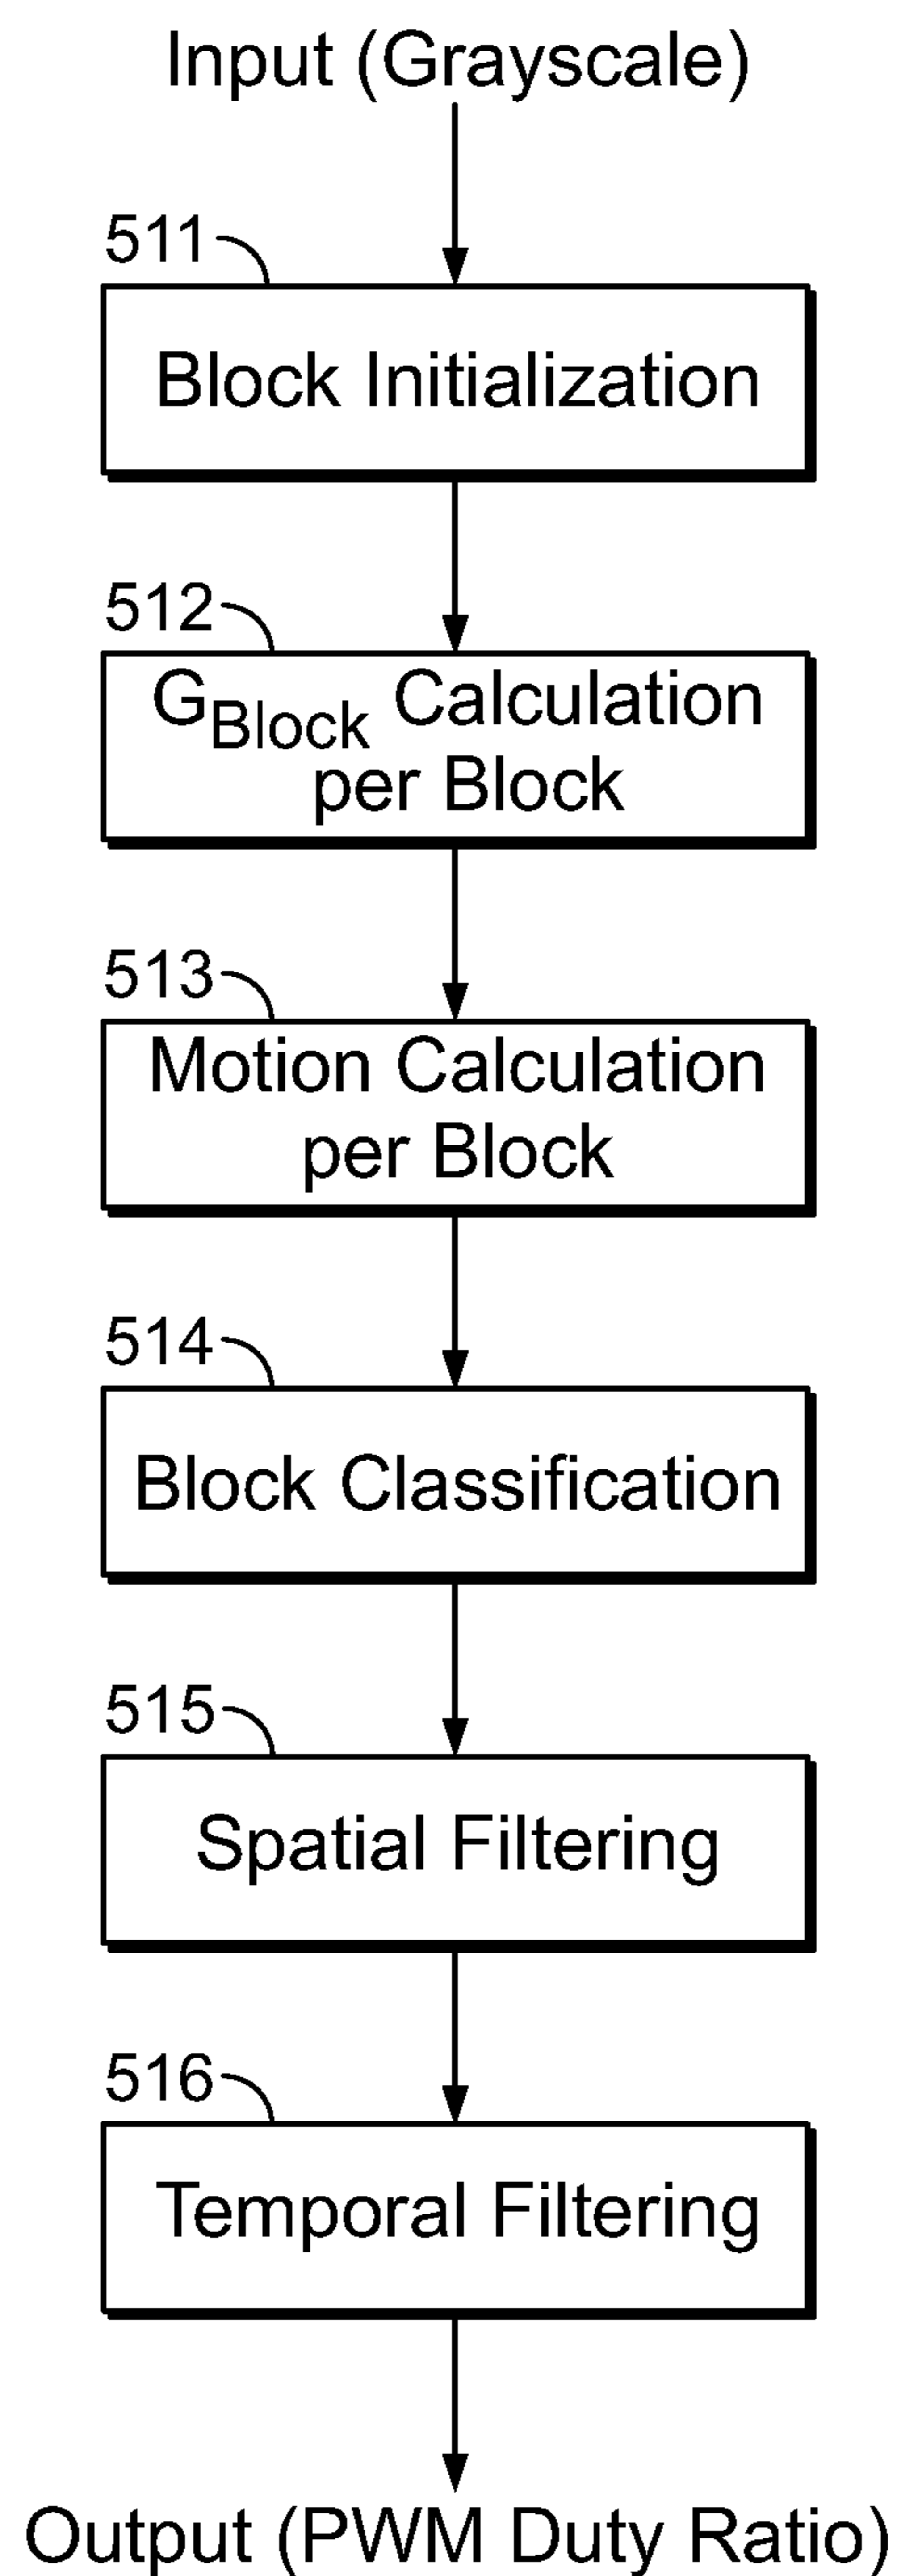 Input (Grayscale)
511
Block Initialization
512
GBlock Calculation
per Block
513
Motion Calculation
per Block
514
Block Classification
515
Spatial Filtering
516
Temporal Filtering
Output (PWM Duty Ratio)